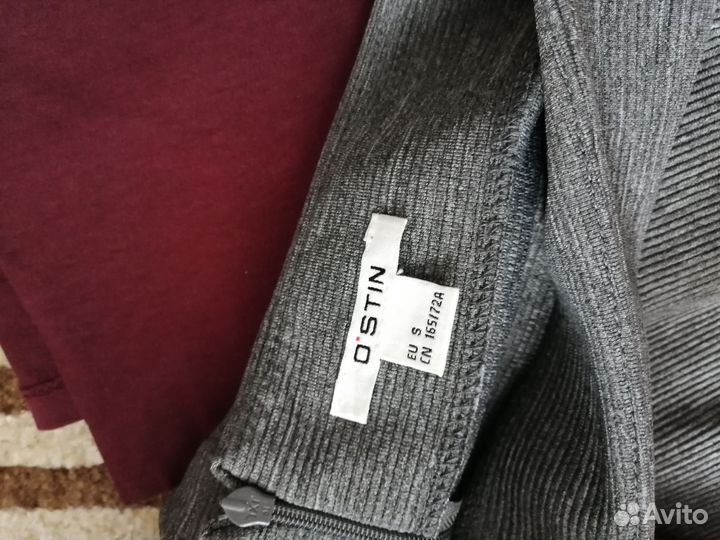 O'STIN
EU S
CN 165/72A
Avito